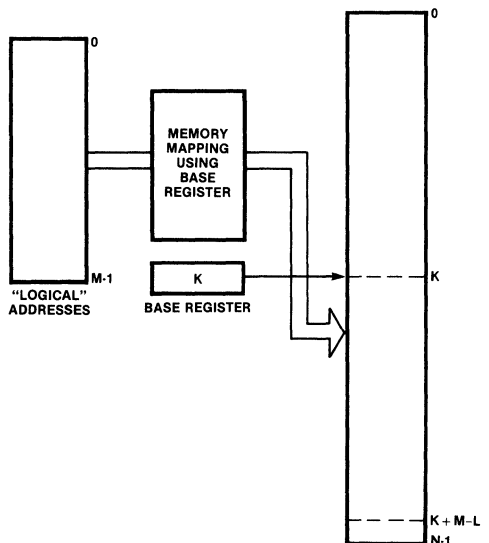 0
0
MEMORY
MAPPING
USING
BASE
REGISTER
M-1
K
K
"LOGICAL"
ADDRESSES
BASE REGISTER
K + M-L
N-1